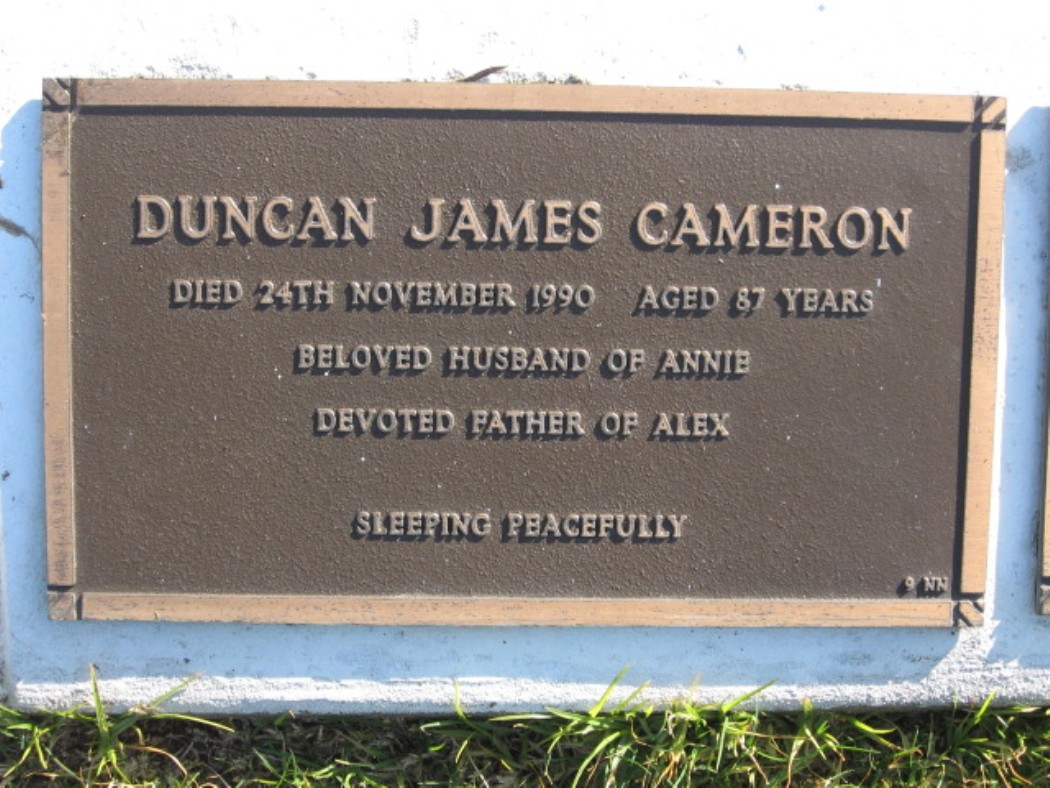 DUNCAN JAMES CAMERON
DIED 24TH NOVEMBER 1990 AGED 87 YEARS
BELOVED HUSBAND OF ANNIE
DEVOTED FATHER OF ALEX
SLEEPING PEACEFULLY
9 NN